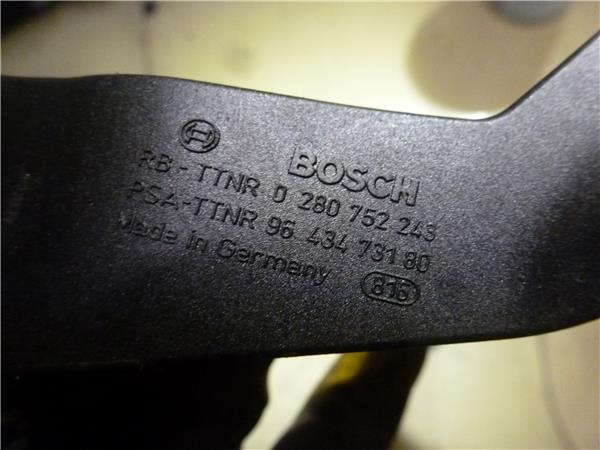 BOSCH
RB - TTNR 0 280 752 243
PSA-TTNR 96 434 731 80
Made in Germany
816